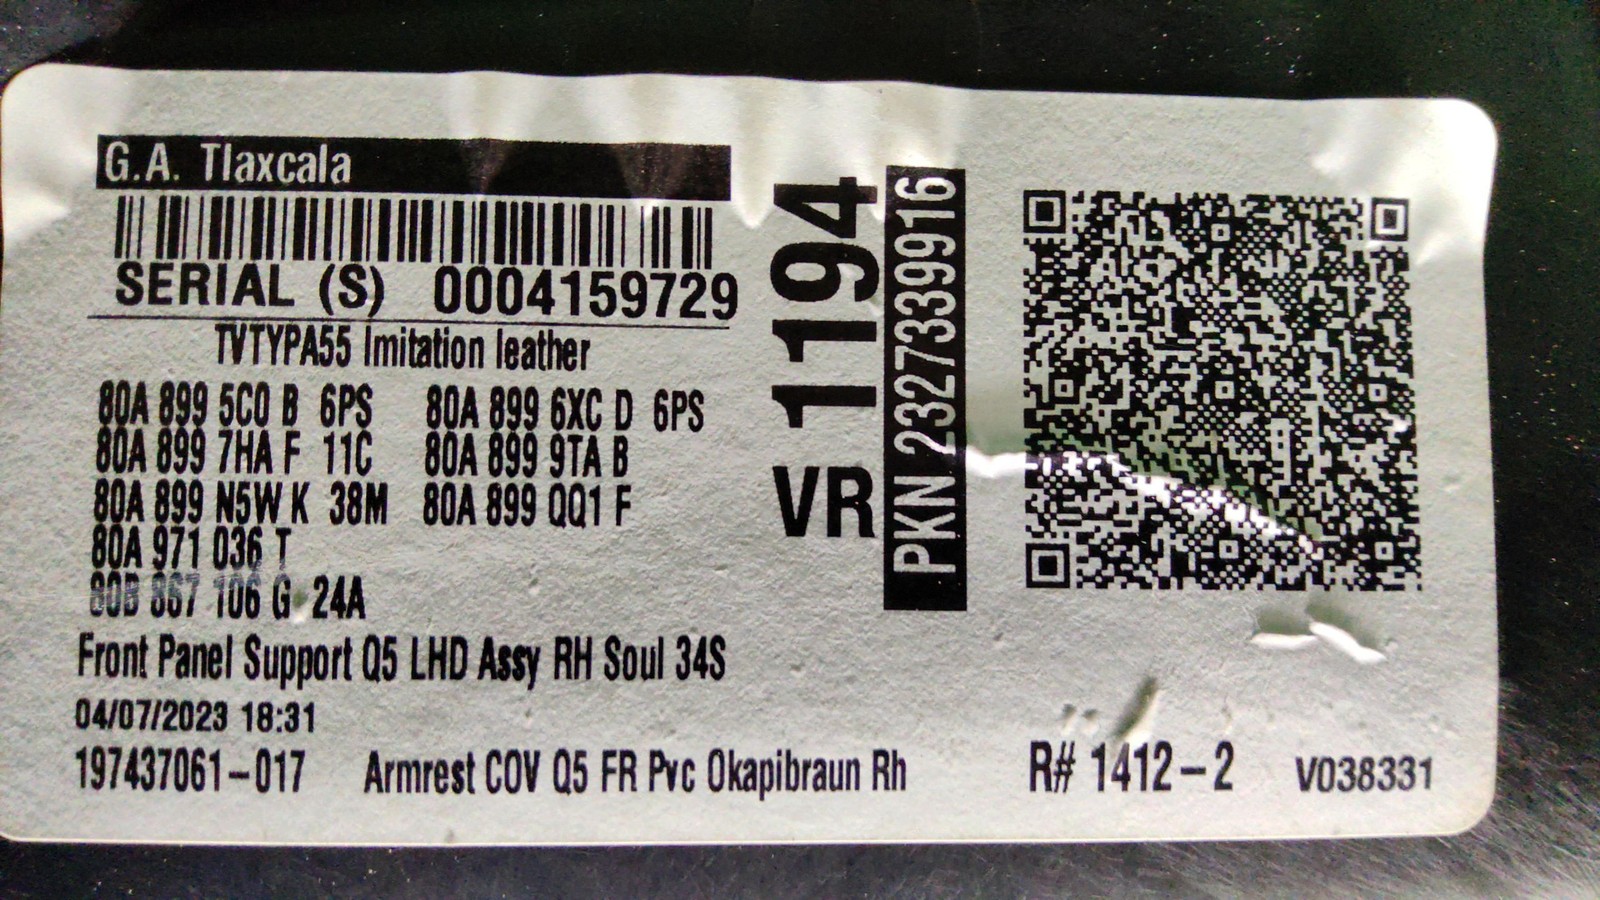 G.A. Tlaxcala
SERIAL (S) 0004159729
TVTYPA55 Imitation leather
80A 899 5C0 B 6PS 80A 899 6XC D 6PS
80A 899 7HA F 11C 80A 899 9TA B
80A 899 N5W K 38M 80A 899 QQ1 F
80A 971 036 T
80B 867 106 G 24A
Front Panel Support Q5 LHD Assy RH Soul 34S
04/07/2023 18:31
197437061-017 Armrest COV Q5 FR Pvc Okapibraun Rh
VR 1194
PKN 2327339916
R# 1412-2 V038331